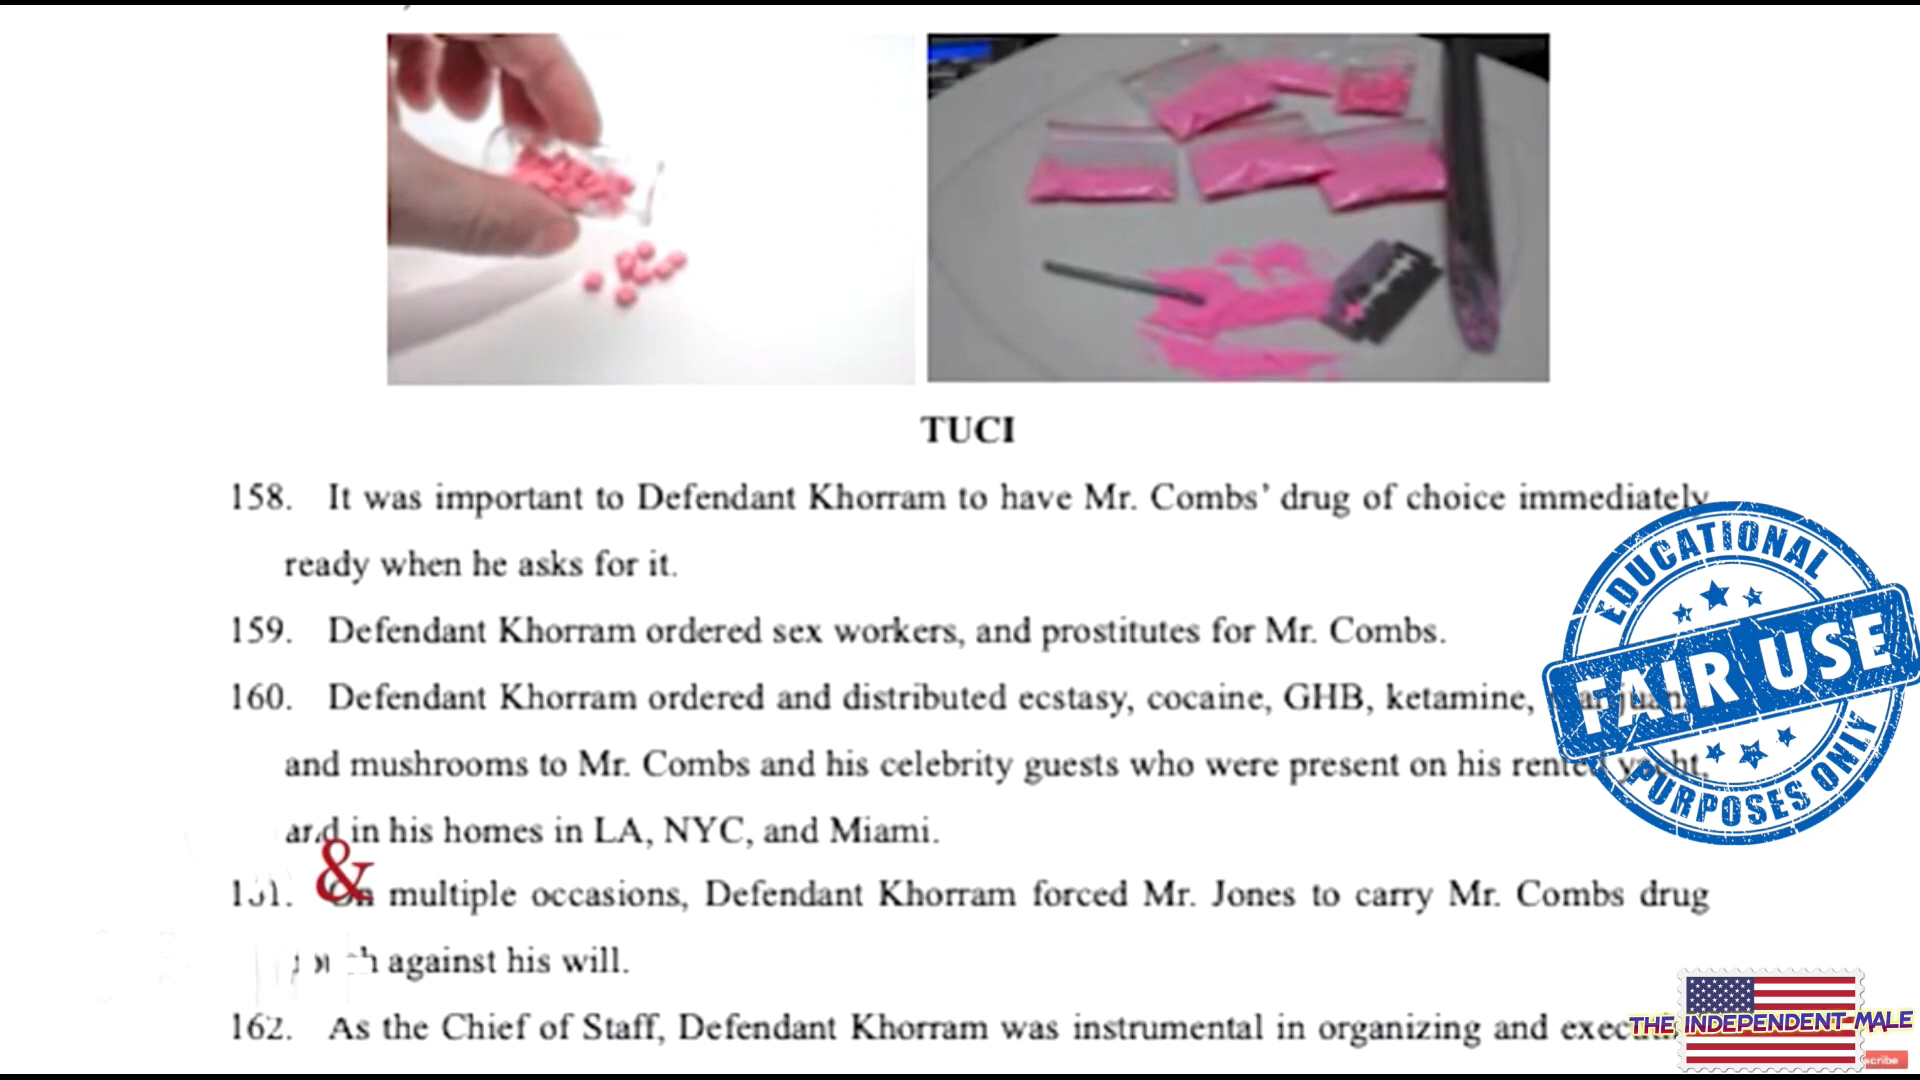 TUCI
158. It was important to Defendant Khorram to have Mr. Combs’ drug of choice immediately
ready when he asks for it.
159. Defendant Khorram ordered sex workers, and prostitutes for Mr. Combs.
160. Defendant Khorram ordered and distributed ecstasy, cocaine, GHB, ketamine,
and mushrooms to Mr. Combs and his celebrity guests who were present on his rented yacht,
and in his homes in LA, NYC, and Miami.
&
On multiple occasions, Defendant Khorram forced Mr. Jones to carry Mr. Combs drug
against his will.
162. As the Chief of Staff, Defendant Khorram was instrumental in organizing and
EDUCATIONAL
FAIR USE
PURPOSES ONLY
THE INDEPENDENT MALE